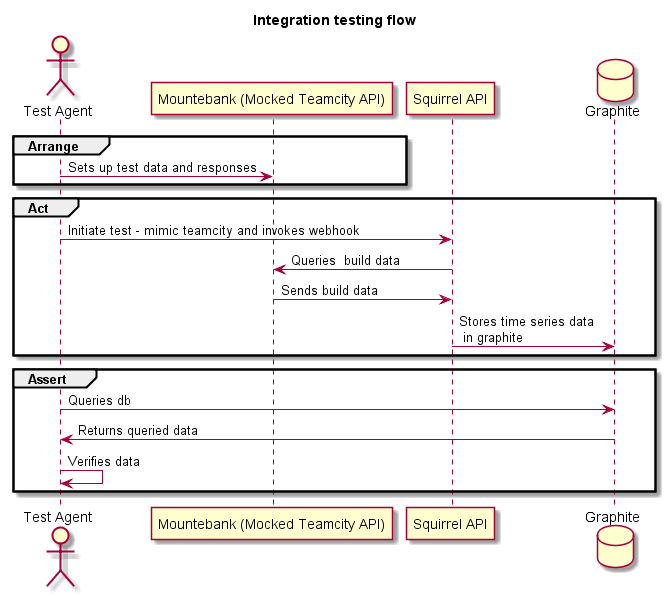 Integration testing flow
Test Agent
Mountebank (Mocked Teamcity API)
Squirrel API
Graphite
Arrange
Sets up test data and responses
Act
Initiate test - mimic teamcity and invokes webhook
Queries  build data
Sends build data
Stores time series data
in graphite
Assert
Queries db
Returns queried data
Verifies data
Test Agent
Mountebank (Mocked Teamcity API)
Squirrel API
Graphite